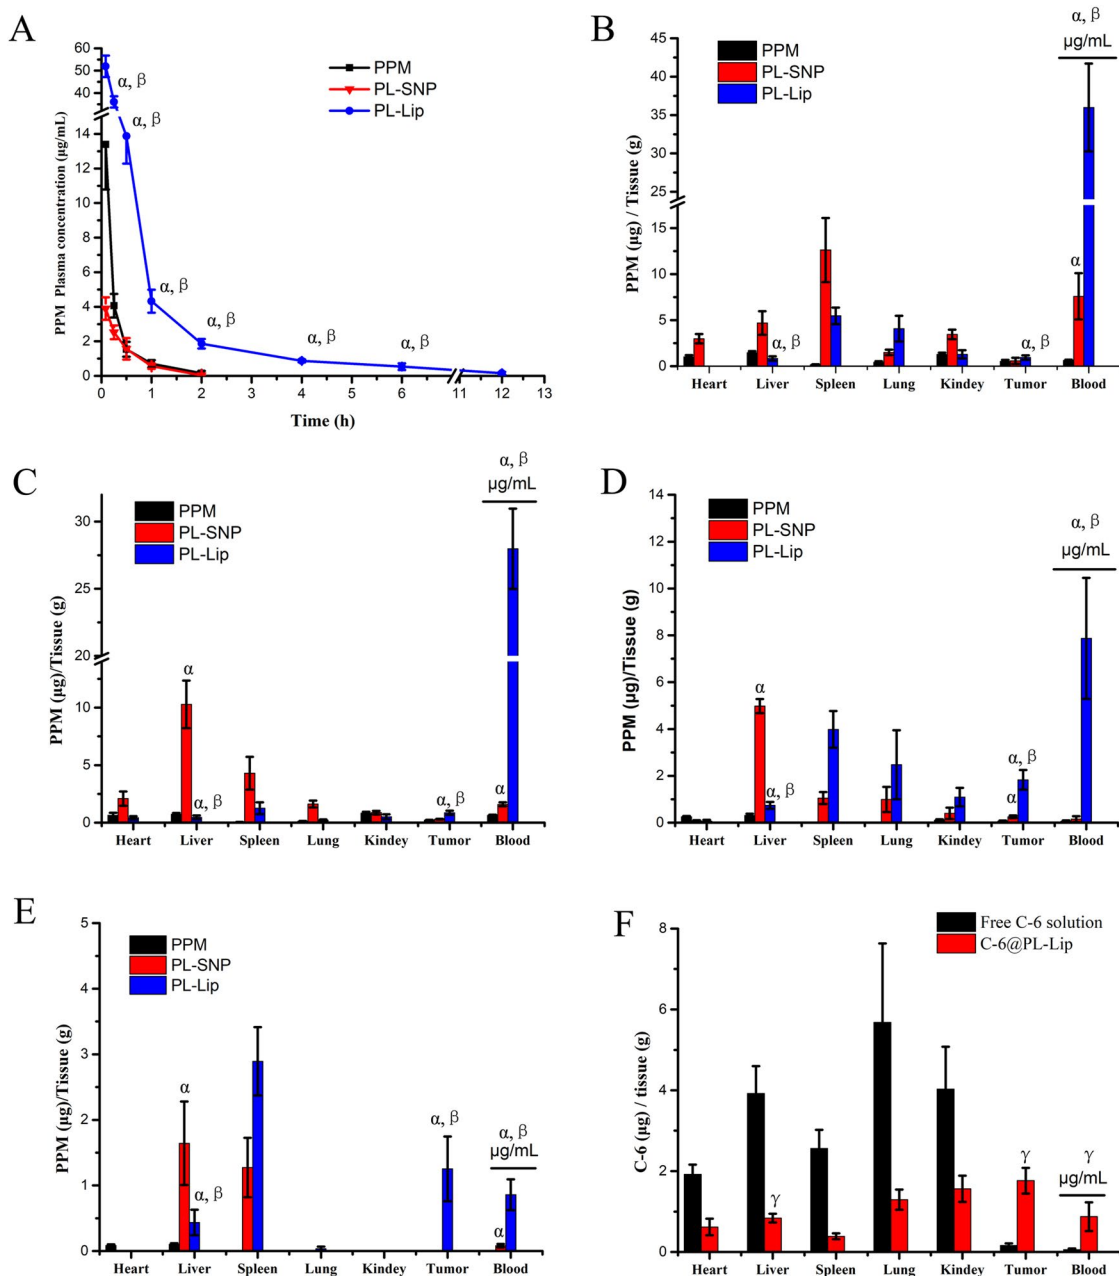 A
PPM Plasma concentration (μg/mL)
60
50
40
14
12
10
8
6
4
2
0
α, β
α, β
α, β
α, β
α, β
α, β
PPM
PL-SNP
PL-Lip
0 1 2 3 4 5 6 11 12 13
Time (h)
B
PPM (μg) / Tissue (g)
45
40
35
30
25
15
10
5
0
PPM
PL-SNP
PL-Lip
α, β
μg/mL
α
α, β
α, β
Heart Liver Spleen Lung Kindey Tumor Blood
C
PPM (μg)/Tissue (g)
30
20
10
5
0
PPM
PL-SNP
PL-Lip
α, β
μg/mL
α
α, β
α, β
α
Heart Liver Spleen Lung Kindey Tumor Blood
D
PPM (μg)/Tissue (g)
14
12
10
8
6
4
2
0
PPM
PL-SNP
PL-Lip
α, β
μg/mL
α
α, β
α, β
α
Heart Liver Spleen Lung Kindey Tumor Blood
E
PPM (μg)/Tissue (g)
5
4
3
2
1
0
PPM
PL-SNP
PL-Lip
α
α, β
α, β
α, β
μg/mL
α
Heart Liver Spleen Lung Kindey Tumor Blood
F
C-6 (μg) / tissue (g)
8
6
4
2
0
Free C-6 solution
C-6@PL-Lip
γ
γ
γ
μg/mL
Heart Liver Spleen Lung Kindey Tumor Blood